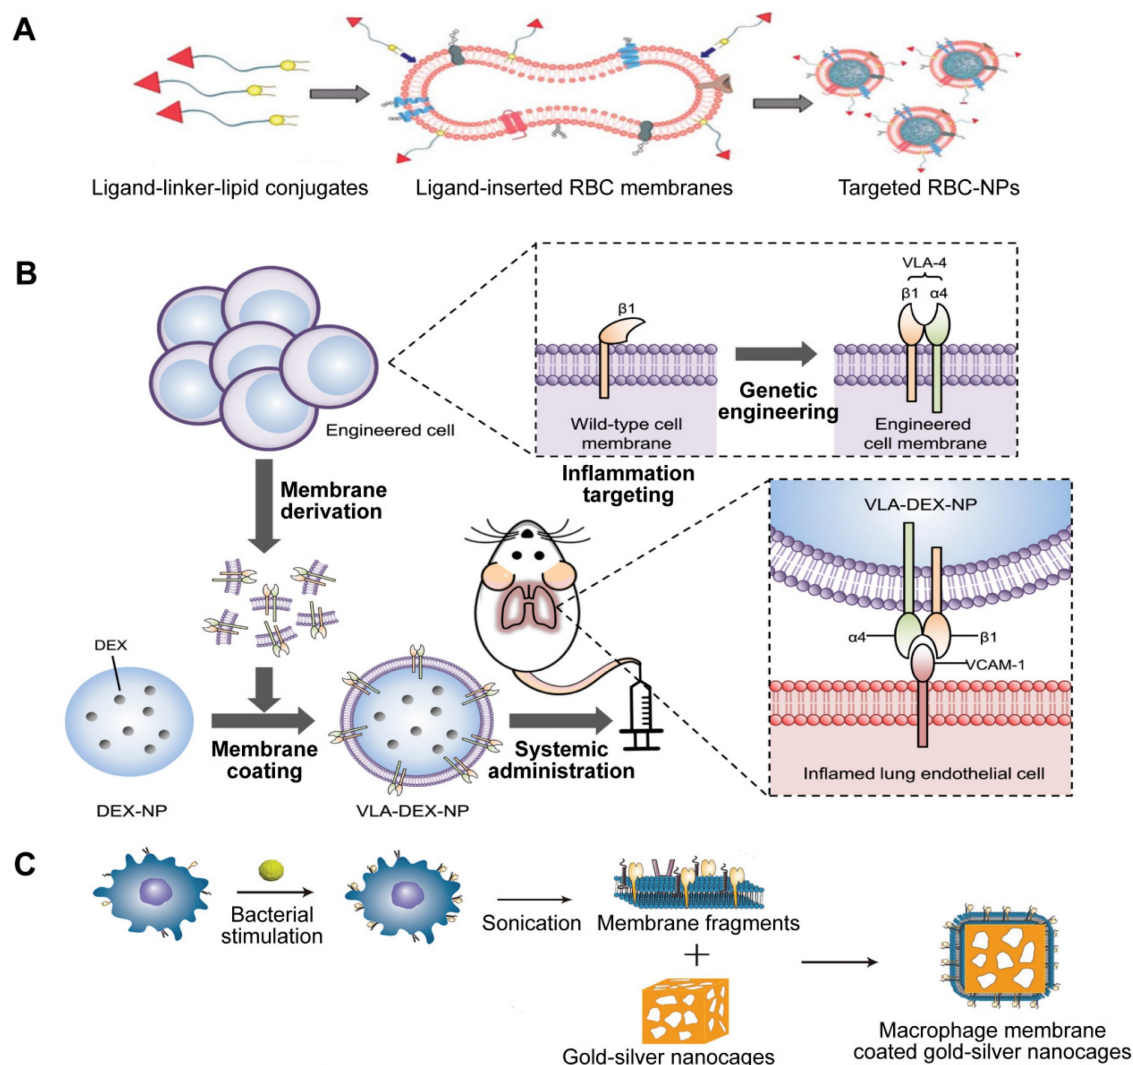 A
Ligand-linker-lipid conjugates
Ligand-inserted RBC membranes
Targeted RBC-NPs
B
Engineered cell
β1
Wild-type cell
membrane
Genetic
engineering
VLA-4
β1 α4
Engineered
cell membrane
Membrane
derivation
Inflammation
targeting
VLA-DEX-NP
α4
β1
VCAM-1
Inflamed lung endothelial cell
DEX
DEX-NP
Membrane
coating
VLA-DEX-NP
Systemic
administration
C
Bacterial
stimulation
Sonication
Membrane fragments
+
Gold-silver nanocages
Macrophage membrane
coated gold-silver nanocages